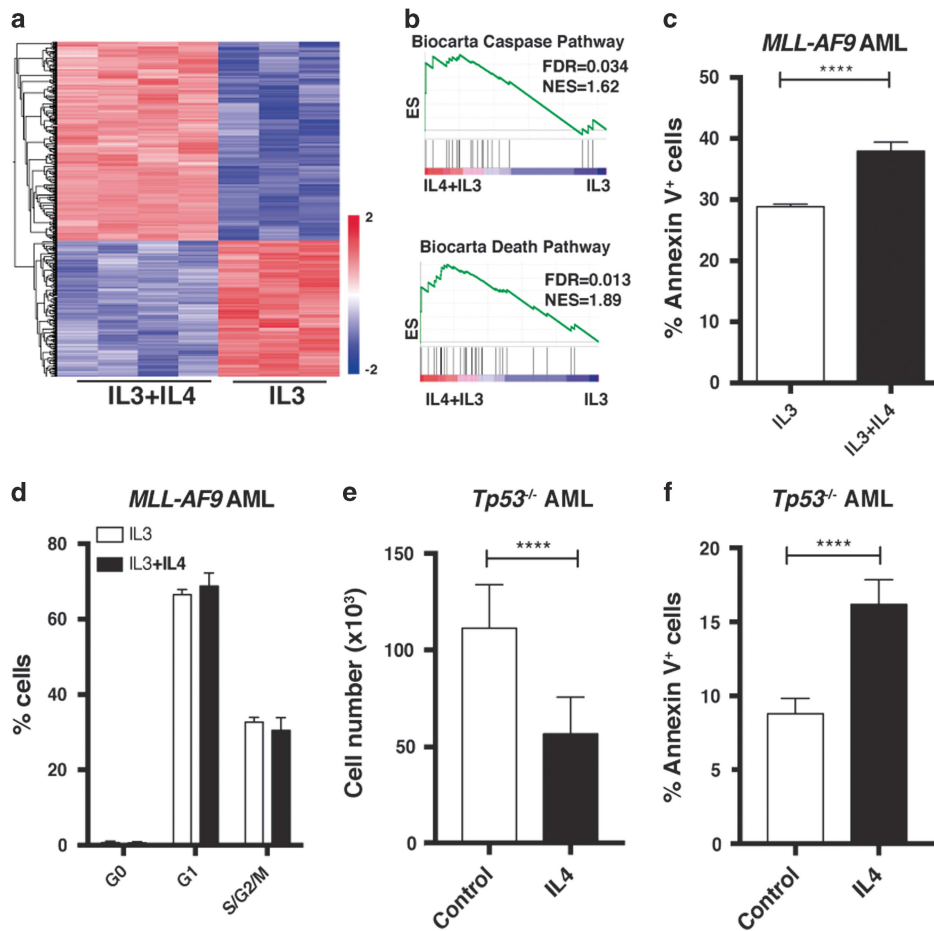 a
2
-2
IL3+IL4
IL3
b
Biocarta Caspase Pathway
FDR=0.034
NES=1.62
ES
IL4+IL3
IL3
Biocarta Death Pathway
FDR=0.013
NES=1.89
ES
IL4+IL3
IL3
c
MLL-AF9 AML
****
% Annexin V⁺ cells
50
40
30
20
10
0
IL3
IL3+IL4
d
MLL-AF9 AML
IL3
IL3+IL4
% cells
80
60
40
20
0
G0
G1
S/G2/M
e
Tp53⁻/⁻ AML
****
Cell number (x10³)
150
100
50
0
Control
IL4
f
Tp53⁻/⁻ AML
****
% Annexin V⁺ cells
20
15
10
5
0
Control
IL4